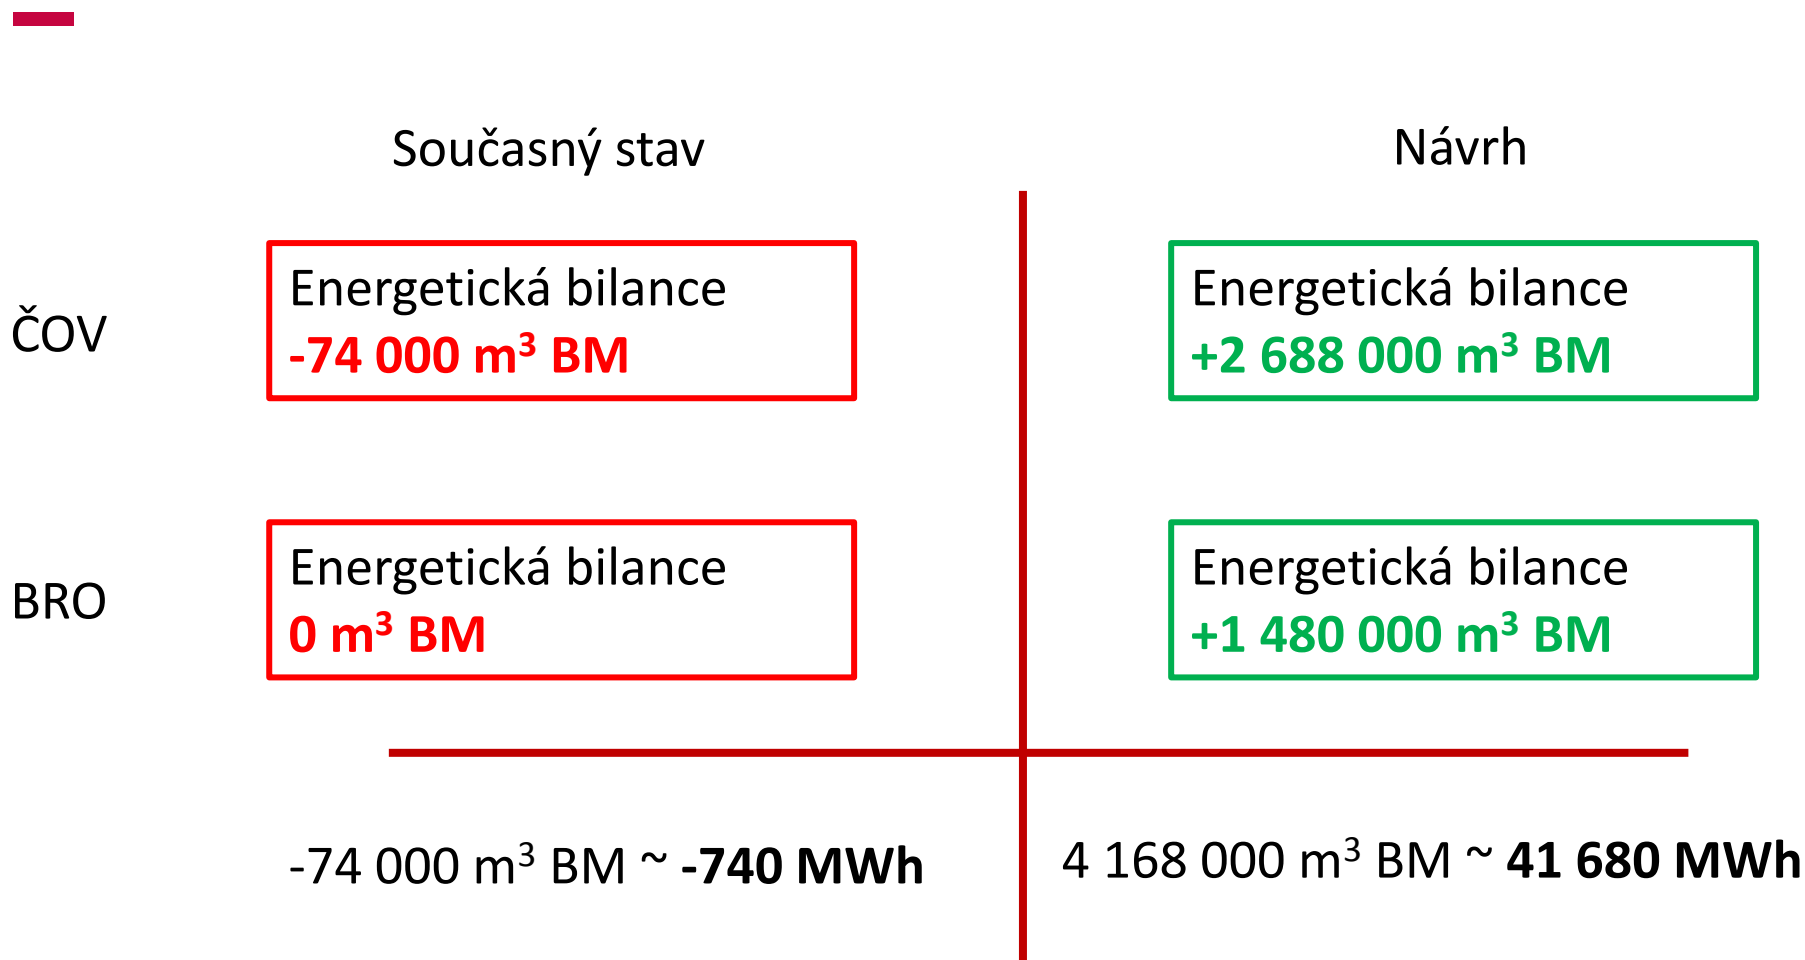 Současný stav
Návrh
ČOV
Energetická bilance
-74 000 m³ BM
Energetická bilance
+2 688 000 m³ BM
BRO
Energetická bilance
0 m³ BM
Energetická bilance
+1 480 000 m³ BM
-74 000 m³ BM ~ -740 MWh
4 168 000 m³ BM ~ 41 680 MWh